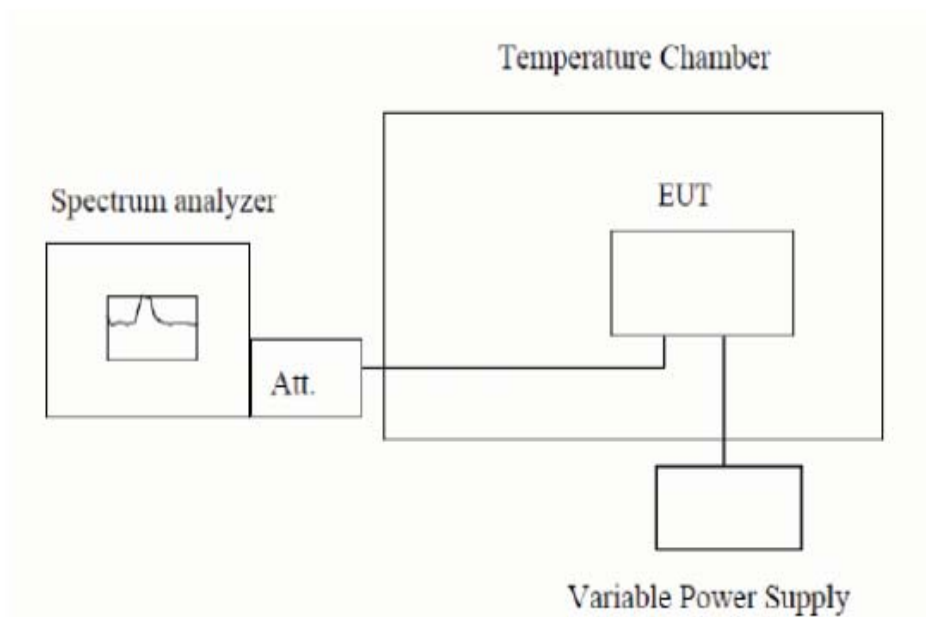 Temperature Chamber
Spectrum analyzer
EUT
Att.
Variable Power Supply